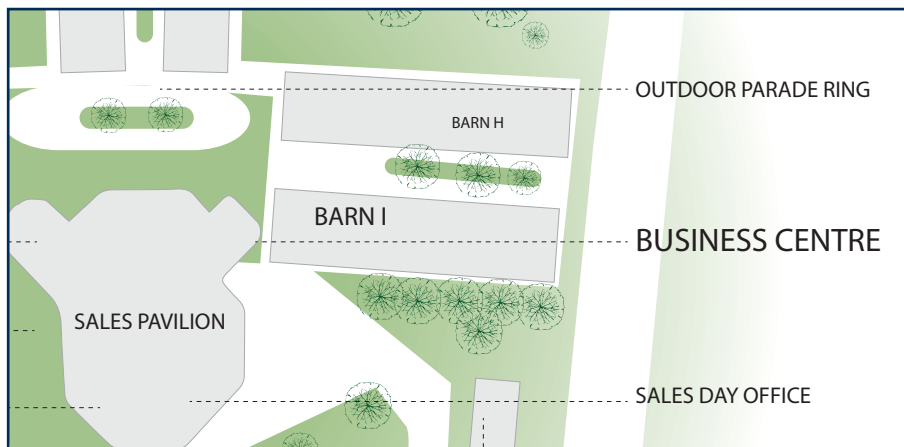 OUTDOOR PARADE RING
BARN H
BARN I
BUSINESS CENTRE
SALES PAVILION
SALES DAY OFFICE